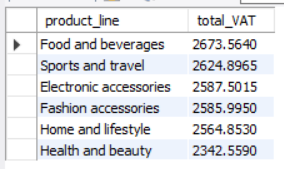 product_line total_VAT
Food and beverages 2673.5640
Sports and travel 2624.8965
Electronic accessories 2587.5015
Fashion accessories 2585.9950
Home and lifestyle 2564.8530
Health and beauty 2342.5590